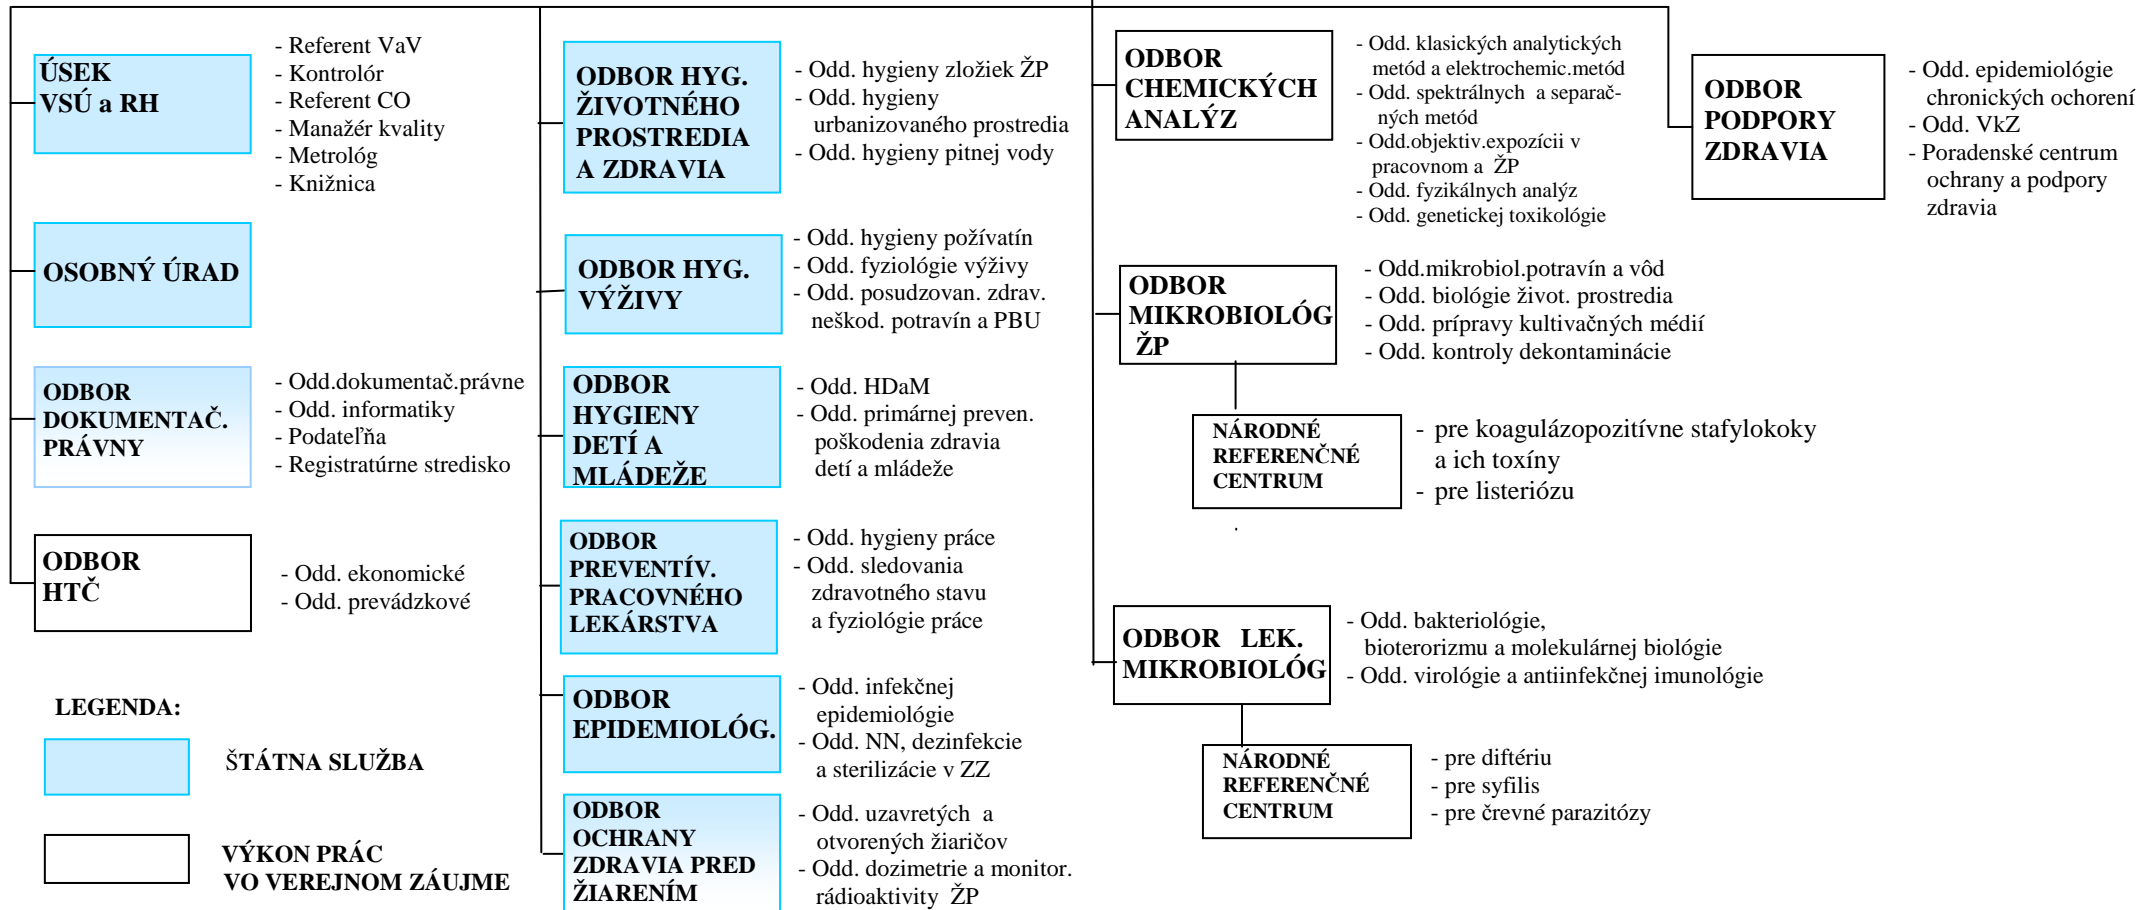 ÚSEK
VSÚ a RH
- Referent VaV
- Kontrolór
- Referent CO
- Manažér kvality
- Metrológ
- Knižnica
OSOBNÝ ÚRAD
ODBOR
DOKUMENTAČ.
PRÁVNY
- Odd.dokumentač.právne
- Odd. informatiky
- Podateľňa
- Registratúrne stredisko
ODBOR
HTČ
- Odd. ekonomické
- Odd. prevádzkové
LEGENDA:
ŠTÁTNA SLUŽBA
VÝKON PRÁC
VO VEREJNOM ZÁUJME
ODBOR HYG.
ŽIVOTNÉHO
PROSTREDIA
A ZDRAVIA
- Odd. hygieny zložiek ŽP
- Odd. hygieny
urbanizovaného prostredia
- Odd. hygieny pitnej vody
ODBOR HYG.
VÝŽIVY
- Odd. hygieny požívatín
- Odd. fyziológie výživy
- Odd. posudzovan. zdrav.
neškod. potravín a PBU
ODBOR
HYGIENY
DETÍ A
MLÁDEŽE
- Odd. HDaM
- Odd. primárnej preven.
poškodenia zdravia
detí a mládeže
ODBOR
PREVENTÍV.
PRACOVNÉHO
LEKÁRSTVA
- Odd. hygieny práce
- Odd. sledovania
zdravotného stavu
a fyziológie práce
ODBOR
EPIDEMIOLÓG.
- Odd. infekčnej
epidemiológie
- Odd. NN, dezinfekcie
a sterilizácie v ZZ
ODBOR
OCHRANY
ZDRAVIA PRED
ŽIARENÍM
- Odd. uzavretých a
otvorených žiaričov
- Odd. dozimetrie a monitor.
rádioaktivity ŽP
ODBOR
CHEMICKÝCH
ANALÝZ
- Odd. klasických analytických
metód a elektrochemic.metód
- Odd. spektrálnych a separač-
ných metód
- Odd.objektiv.expozícii v
pracovnom a ŽP
- Odd. fyzikálnych analýz
- Odd. genetickej toxikológie
ODBOR
MIKROBIOLÓG
ŽP
- Odd.mikrobiol.potravín a vôd
- Odd. biológie život. prostredia
- Odd. prípravy kultivačných médií
- Odd. kontroly dekontaminácie
NÁRODNÉ
REFERENČNÉ
CENTRUM
- pre koagulázopozitívne stafylokoky
a ich toxíny
- pre listeriózu
.
ODBOR LEK.
MIKROBIOLÓG
- Odd. bakteriológie,
bioterorizmu a molekulárnej biológie
- Odd. virológie a antiinfekčnej imunológie
NÁRODNÉ
REFERENČNÉ
CENTRUM
- pre diftériu
- pre syfilis
- pre črevné parazitózy
ODBOR
PODPORY
ZDRAVIA
- Odd. epidemiológie
chronických ochorení
- Odd. VkZ
- Poradenské centrum
ochrany a podpory
zdravia